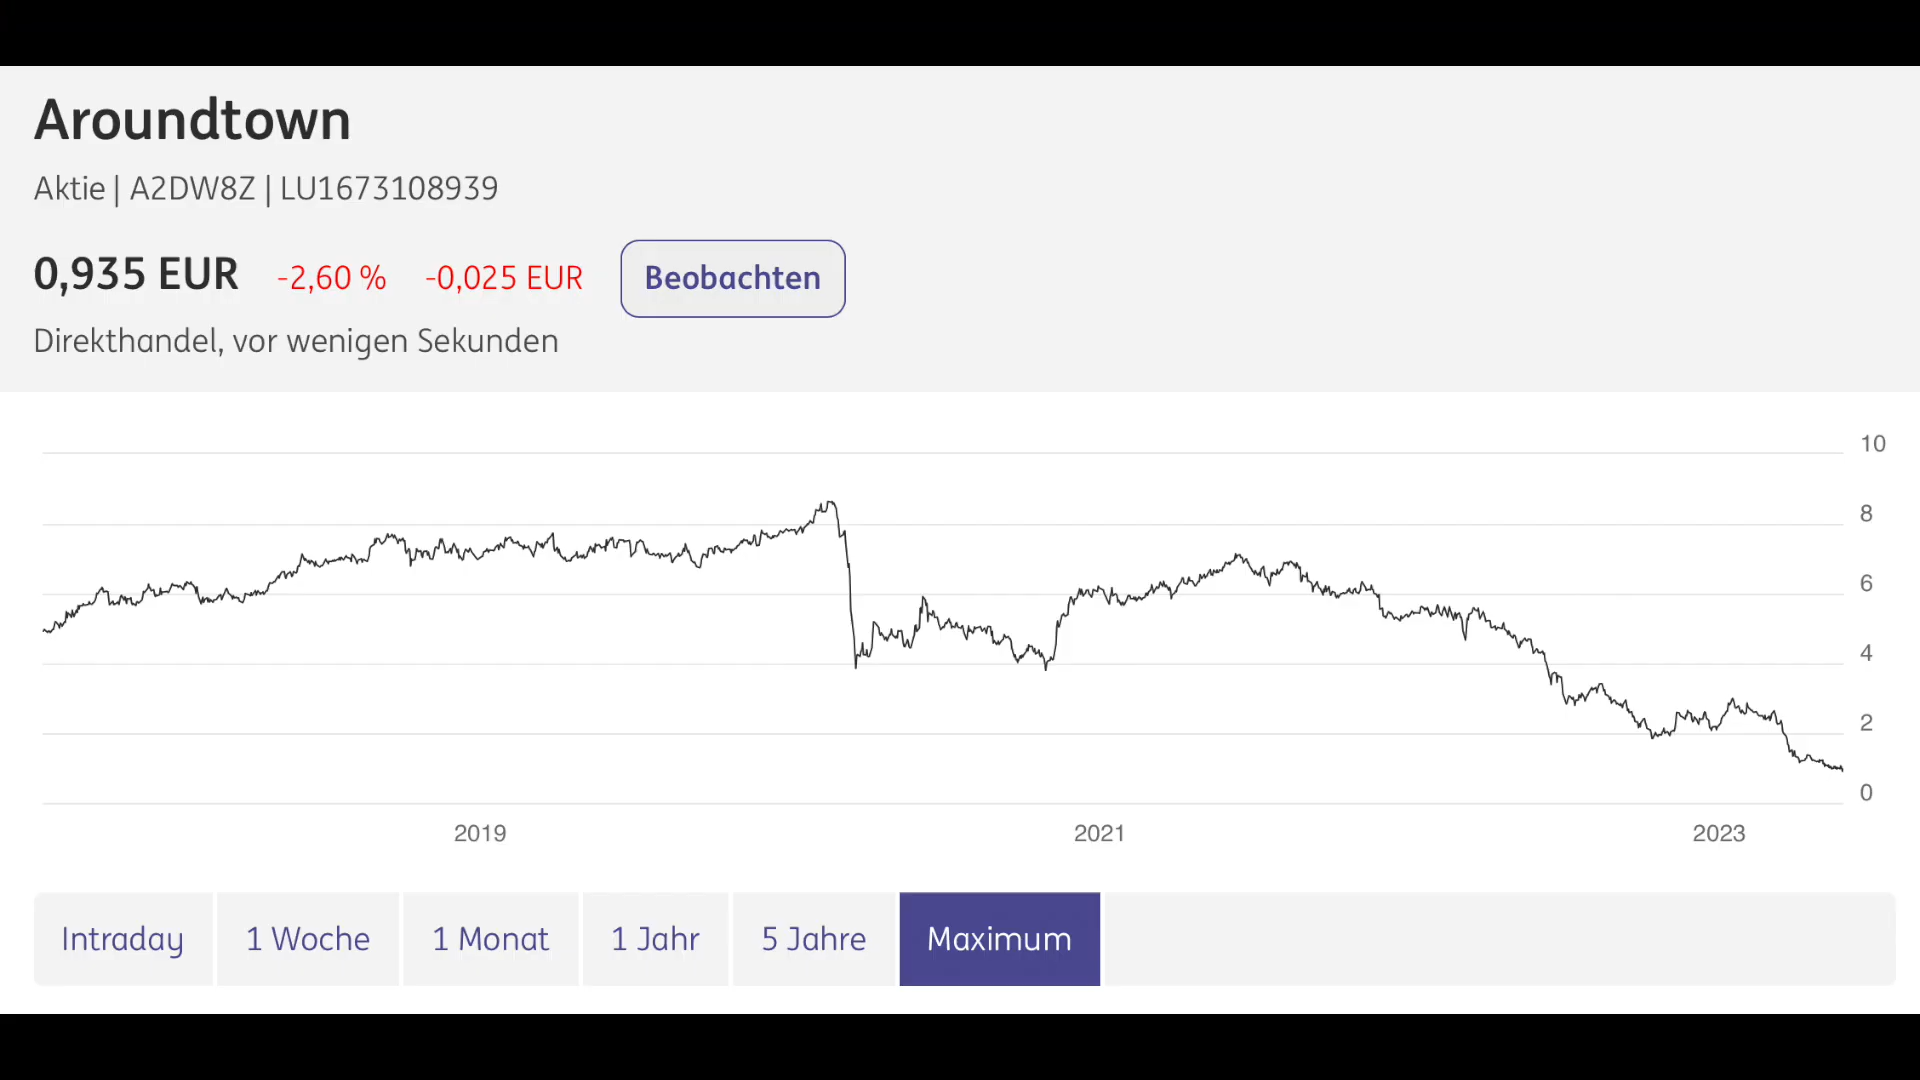 Aroundtown
Aktie | A2DW8Z | LU1673108939
0,935 EUR -2,60 % -0,025 EUR Beobachten
Direkthandel, vor wenigen Sekunden
10
8
6
4
2
0
2019 2021 2023
Intraday 1 Woche 1 Monat 1 Jahr 5 Jahre Maximum